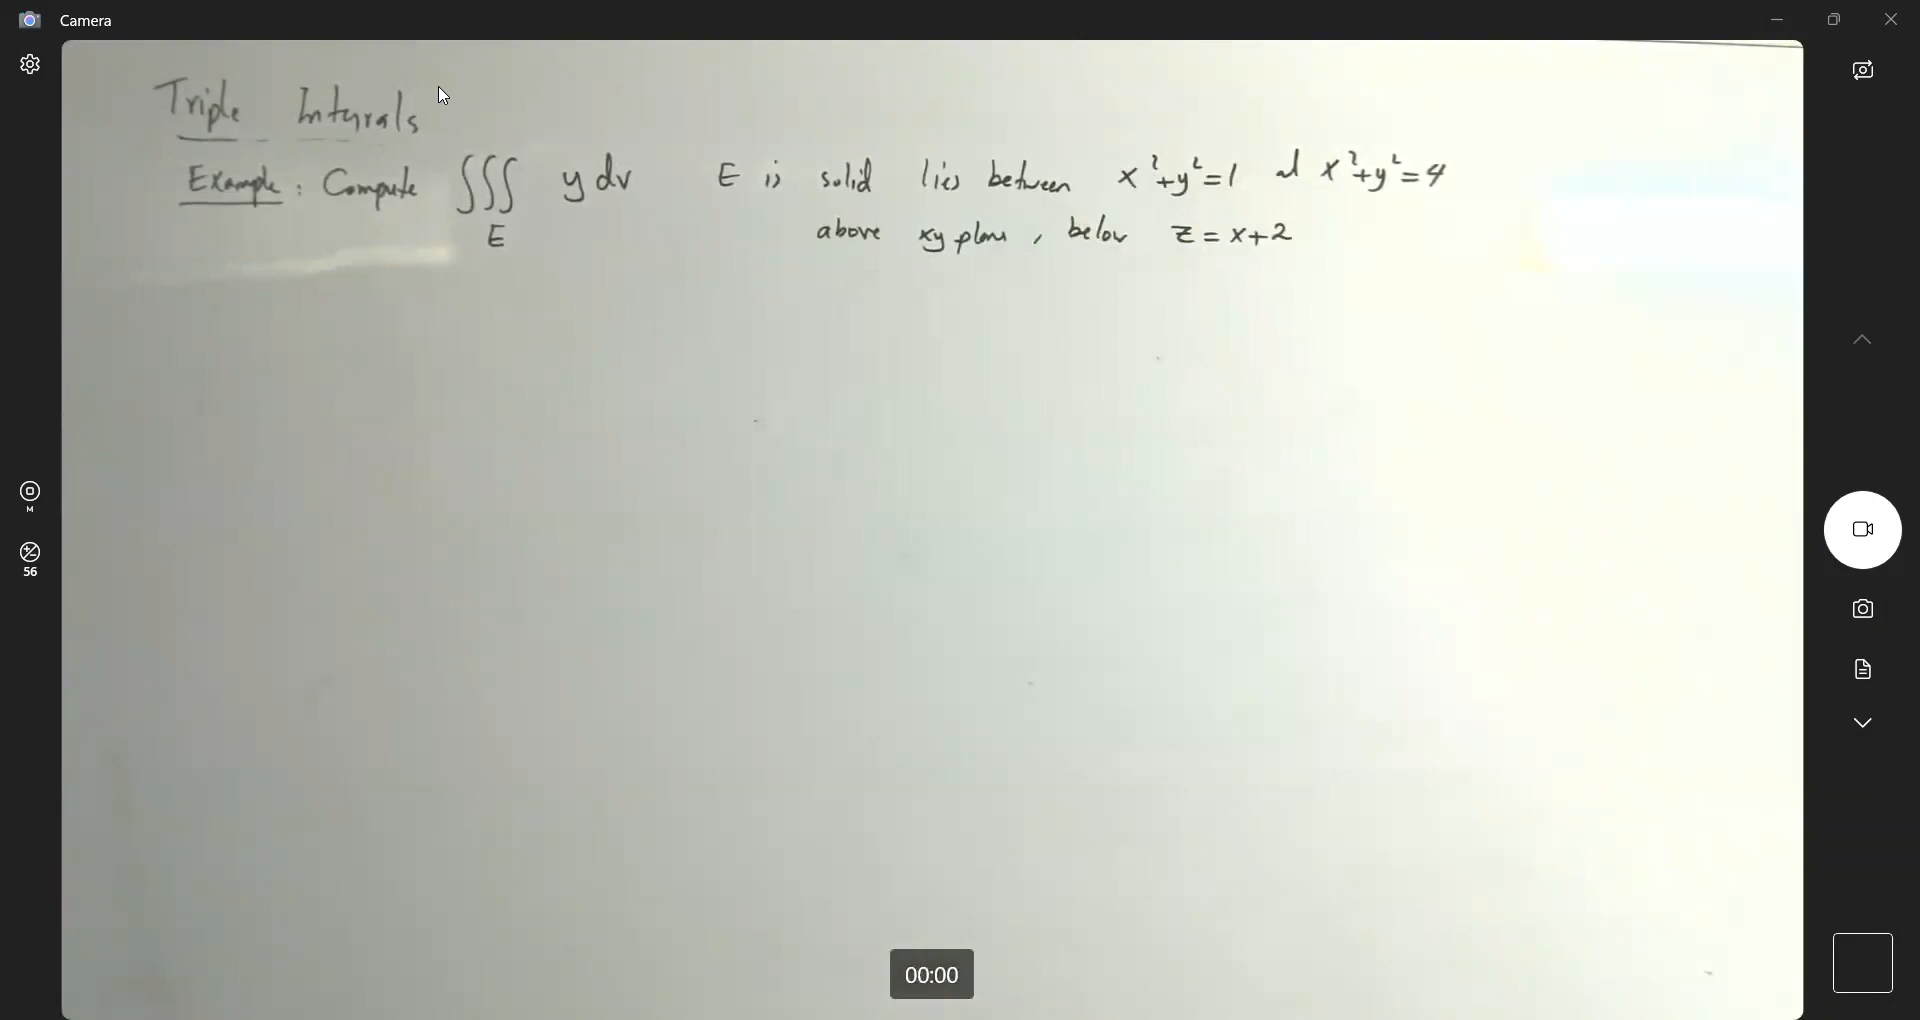 Camera
Triple Integrals
Example : Compute ∭ y dv E is solid lies between x²+y²=1 and x²+y²=4
E above xy plane , below z = x+2
M
56
00:00